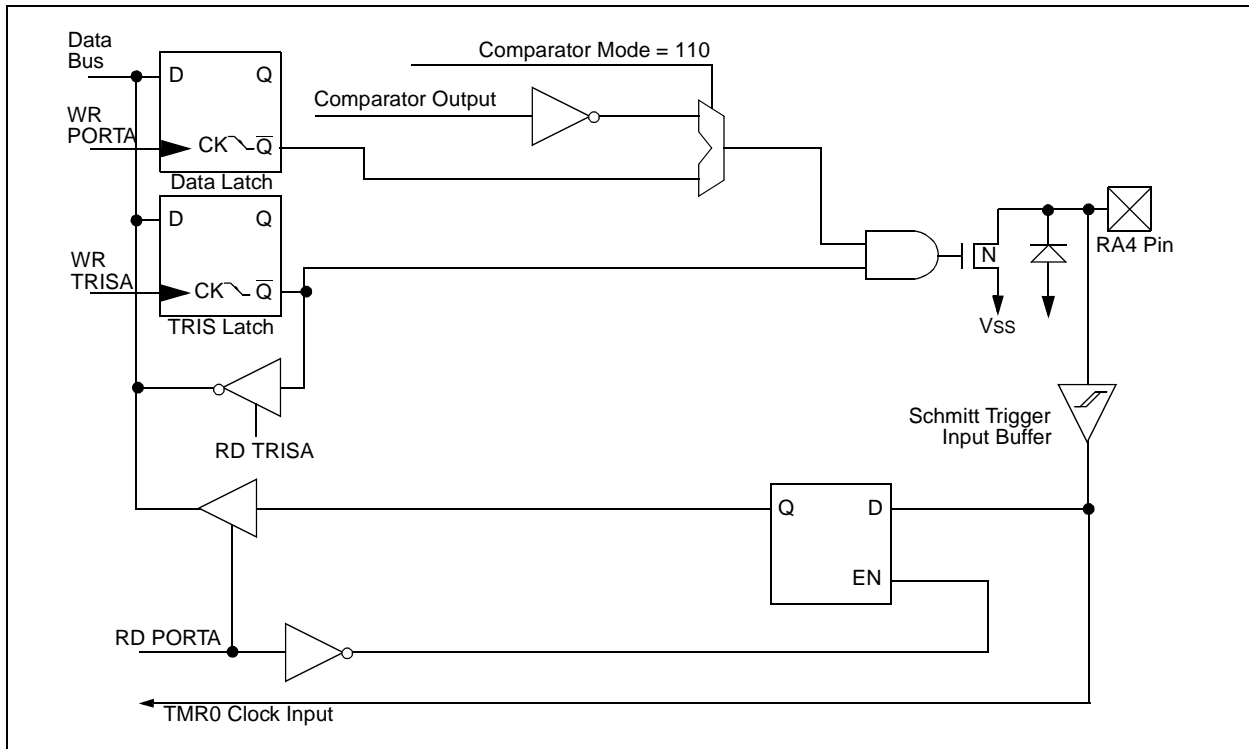 Data
Bus
D
Q
WR
PORTA
CK
Q̅
Data Latch
D
Q
WR
TRISA
CK
Q̅
TRIS Latch
RD TRISA
Comparator Mode = 110
Comparator Output
N
VSS
RA4 Pin
Schmitt Trigger
Input Buffer
Q
D
EN
RD PORTA
TMR0 Clock Input